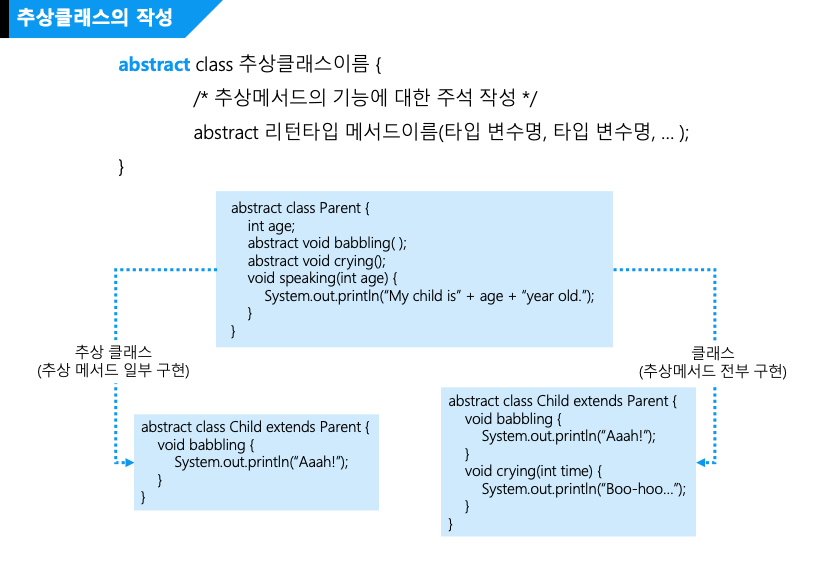 추상클래스의 작성
abstract class 추상클래스이름 {
/* 추상메서드의 기능에 대한 주석 작성 */
abstract 리턴타입 메서드이름(타입 변수명, 타입 변수명, … );
}
abstract class Parent {
int age;
abstract void babbling( );
abstract void crying();
void speaking(int age) {
System.out.println(“My child is” + age + “year old.”);
}
}
추상 클래스
(추상 메서드 일부 구현)
abstract class Child extends Parent {
void babbling {
System.out.println(“Aaah!”);
}
}
클래스
(추상메서드 전부 구현)
abstract class Child extends Parent {
void babbling {
System.out.println(“Aaah!”);
}
void crying(int time) {
System.out.println(“Boo-hoo…”);
}
}